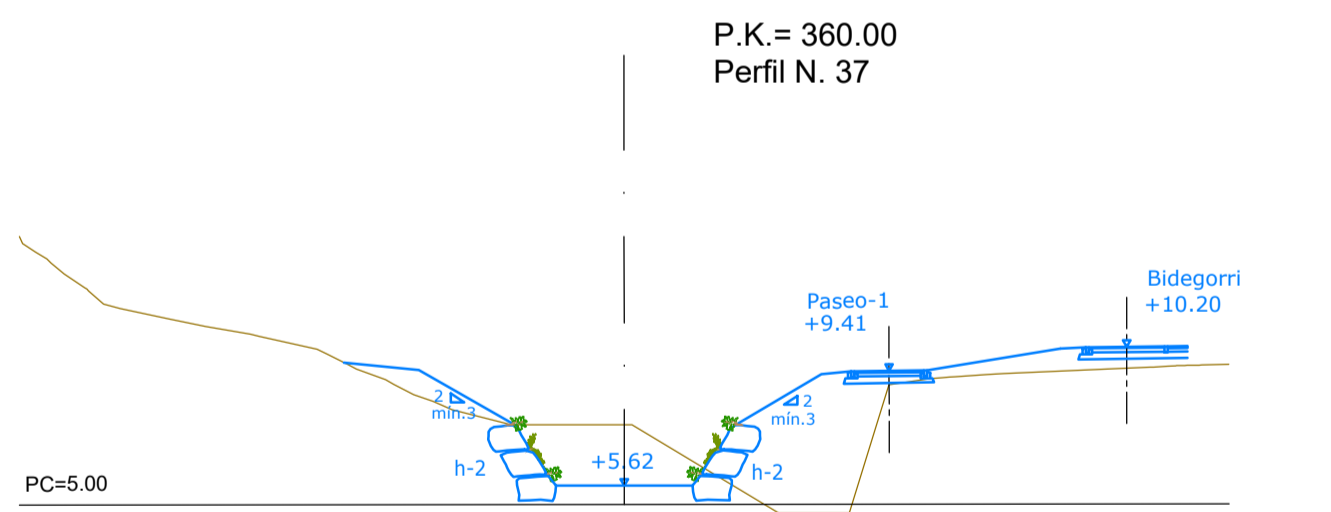 P.K.= 360.00
Perfil N. 37
Bidegorri
+10.20
Paseo-1
+9.41
2
mín.3
2
mín.3
h-2
+5.62
h-2
PC=5.00